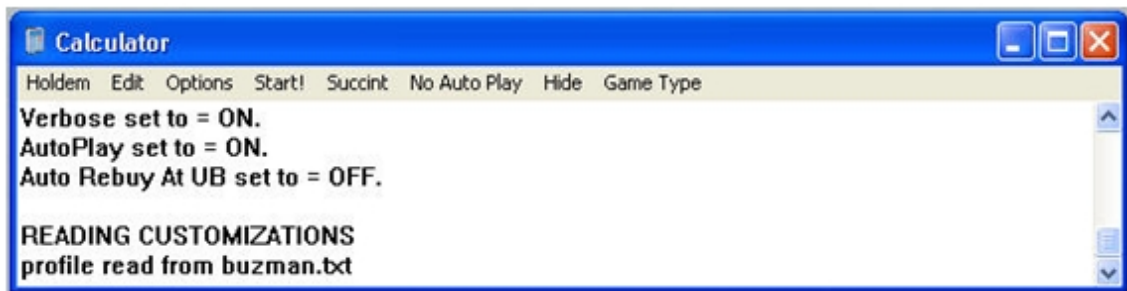 Calculator
Holdem Edit Options Start! Succint No Auto Play Hide Game Type
Verbose set to = ON.
AutoPlay set to = ON.
Auto Rebuy At UB set to = OFF.
READING CUSTOMIZATIONS
profile read from buzman.txt